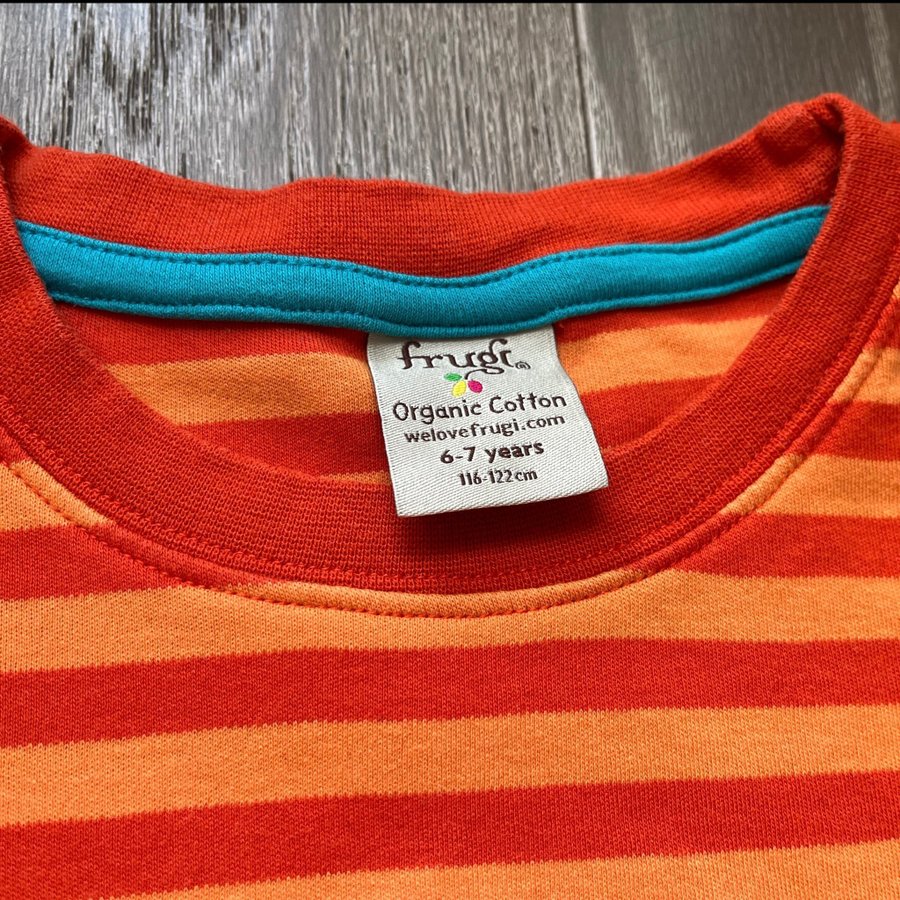 frugi®
Organic Cotton
welovefrugi.com
6-7 years
116-122cm